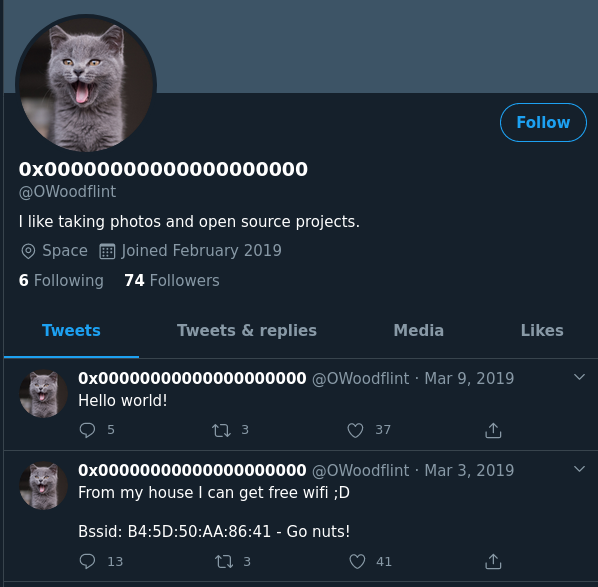 Follow
0x00000000000000000000
@OWoodflint
I like taking photos and open source projects.
Space Joined February 2019
6 Following 74 Followers
Tweets Tweets & replies Media Likes
0x00000000000000000000 @OWoodflint · Mar 9, 2019
Hello world!
5 3 37
0x00000000000000000000 @OWoodflint · Mar 3, 2019
From my house I can get free wifi ;D
Bssid: B4:5D:50:AA:86:41 - Go nuts!
13 3 41